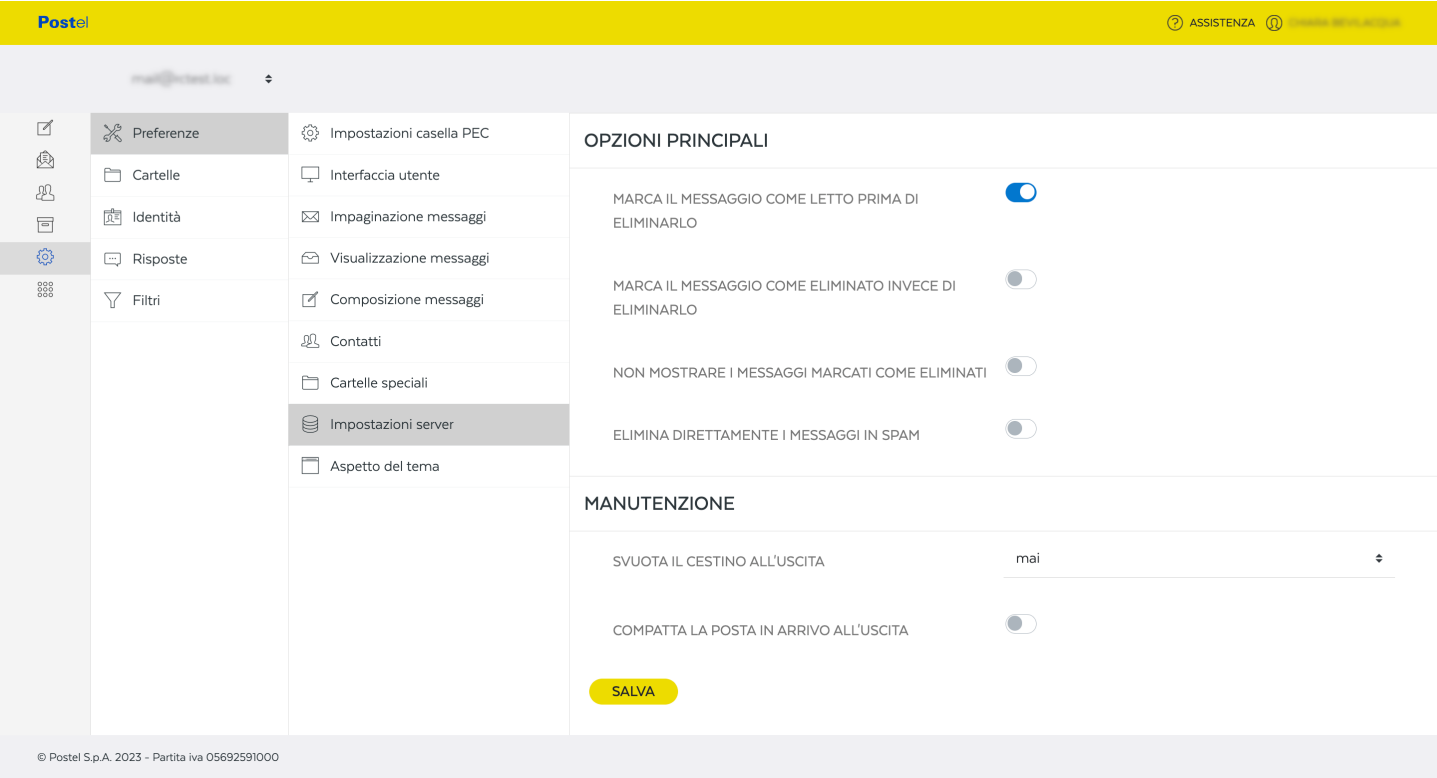 Postel
ASSISTENZA
Preferenze
Cartelle
Identità
Risposte
Filtri
Impostazioni casella PEC
Interfaccia utente
Impaginazione messaggi
Visualizzazione messaggi
Composizione messaggi
Contatti
Cartelle speciali
Impostazioni server
Aspetto del tema
OPZIONI PRINCIPALI
MARCA IL MESSAGGIO COME LETTO PRIMA DI
ELIMINARLO
MARCA IL MESSAGGIO COME ELIMINATO INVECE DI
ELIMINARLO
NON MOSTRARE I MESSAGGI MARCATI COME ELIMINATI
ELIMINA DIRETTAMENTE I MESSAGGI IN SPAM
MANUTENZIONE
SVUOTA IL CESTINO ALL'USCITA
mai
COMPATTA LA POSTA IN ARRIVO ALL'USCITA
SALVA
© Postel S.p.A. 2023 - Partita iva 05692591000